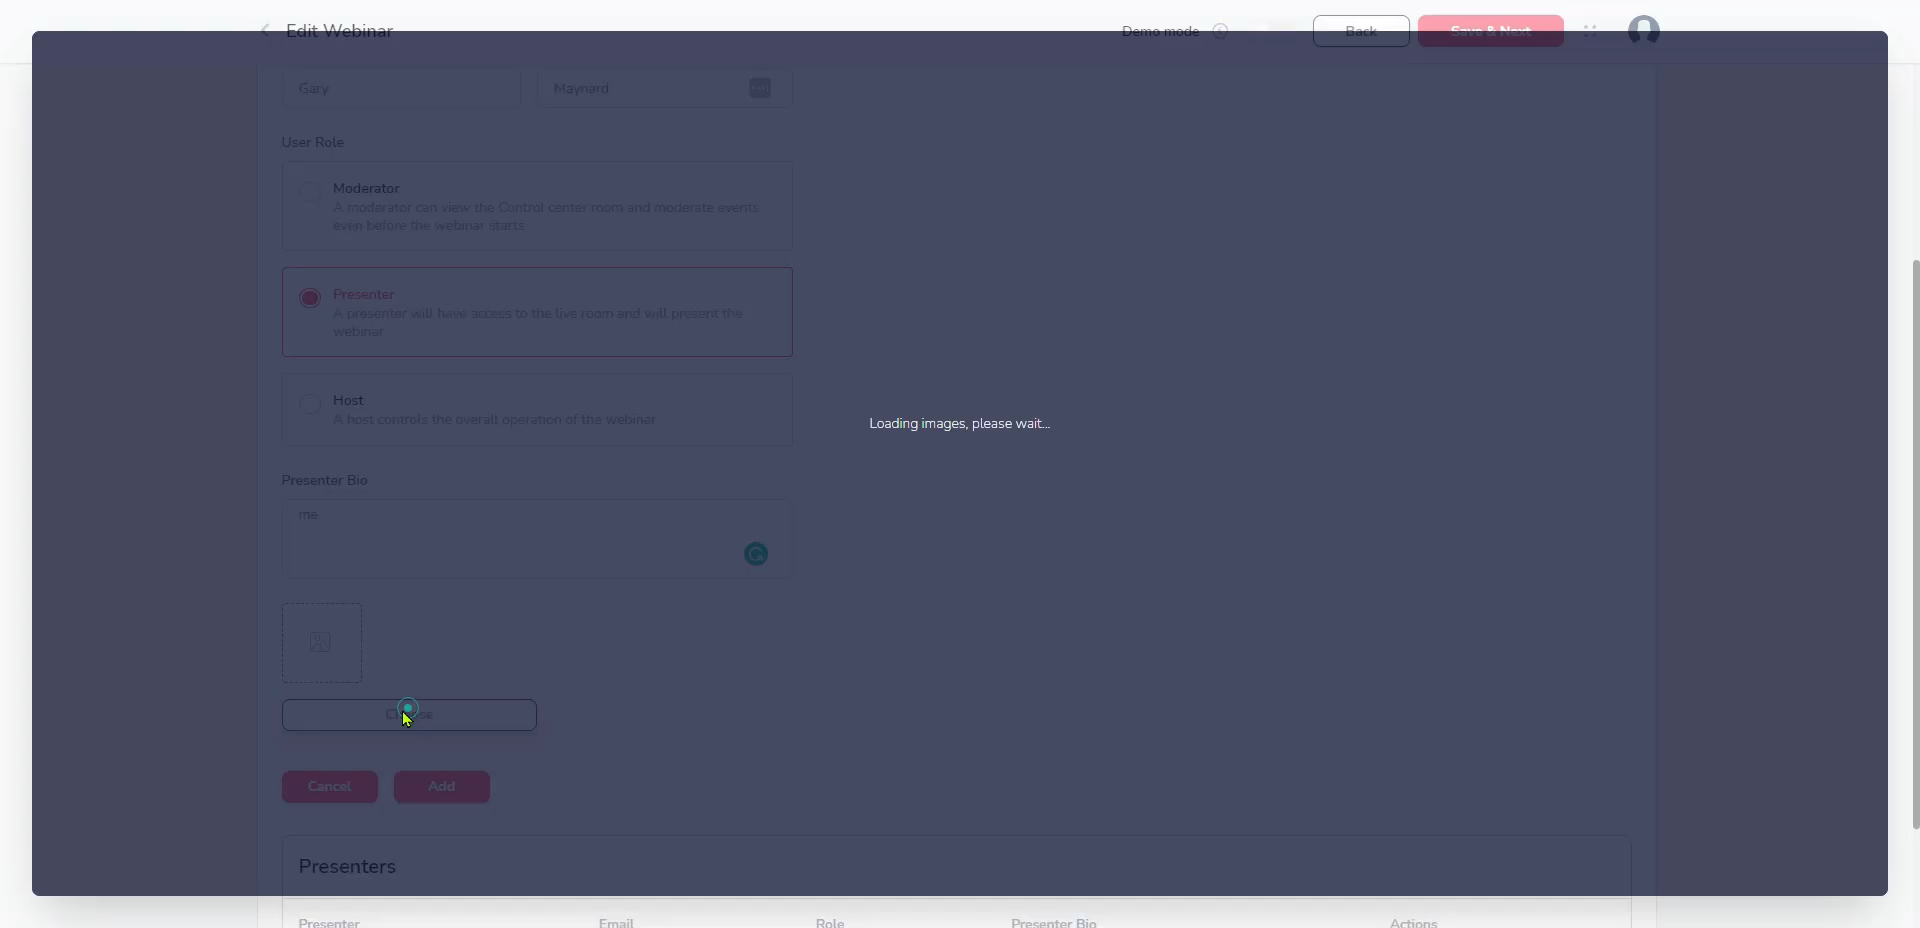 Edit Webinar
Demo mode
Back
Save & Next
Gary
Maynard
User Role
Moderator
A moderator can view the Control center room and moderate events
even before the webinar starts
Presenter
A presenter will have access to the live room and will present the
webinar
Host
A host controls the overall operation of the webinar
Loading images, please wait...
Presenter Bio
me
Cancel
Add
Presenters
Presenter
Email
Role
Presenter Bio
Actions